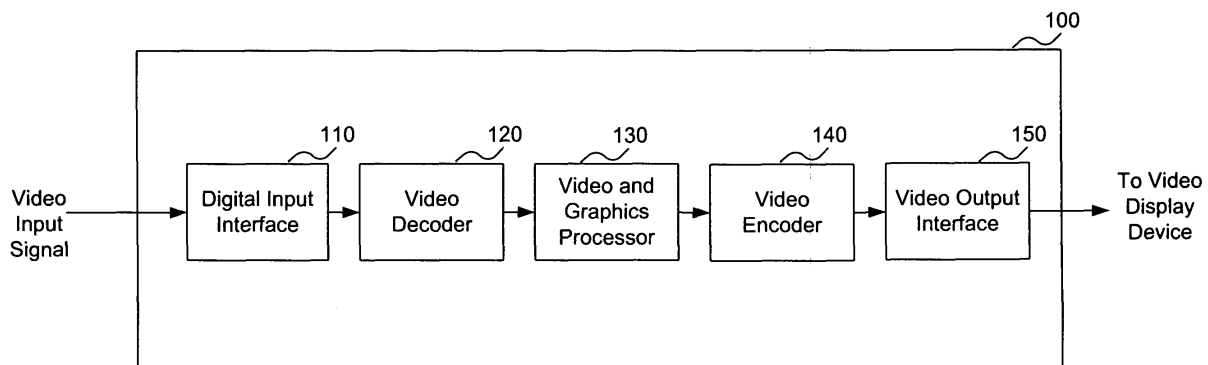 100
110
120
130
140
150
Video
Input
Signal
Digital Input
Interface
Video
Decoder
Video and
Graphics
Processor
Video
Encoder
Video Output
Interface
To Video
Display
Device